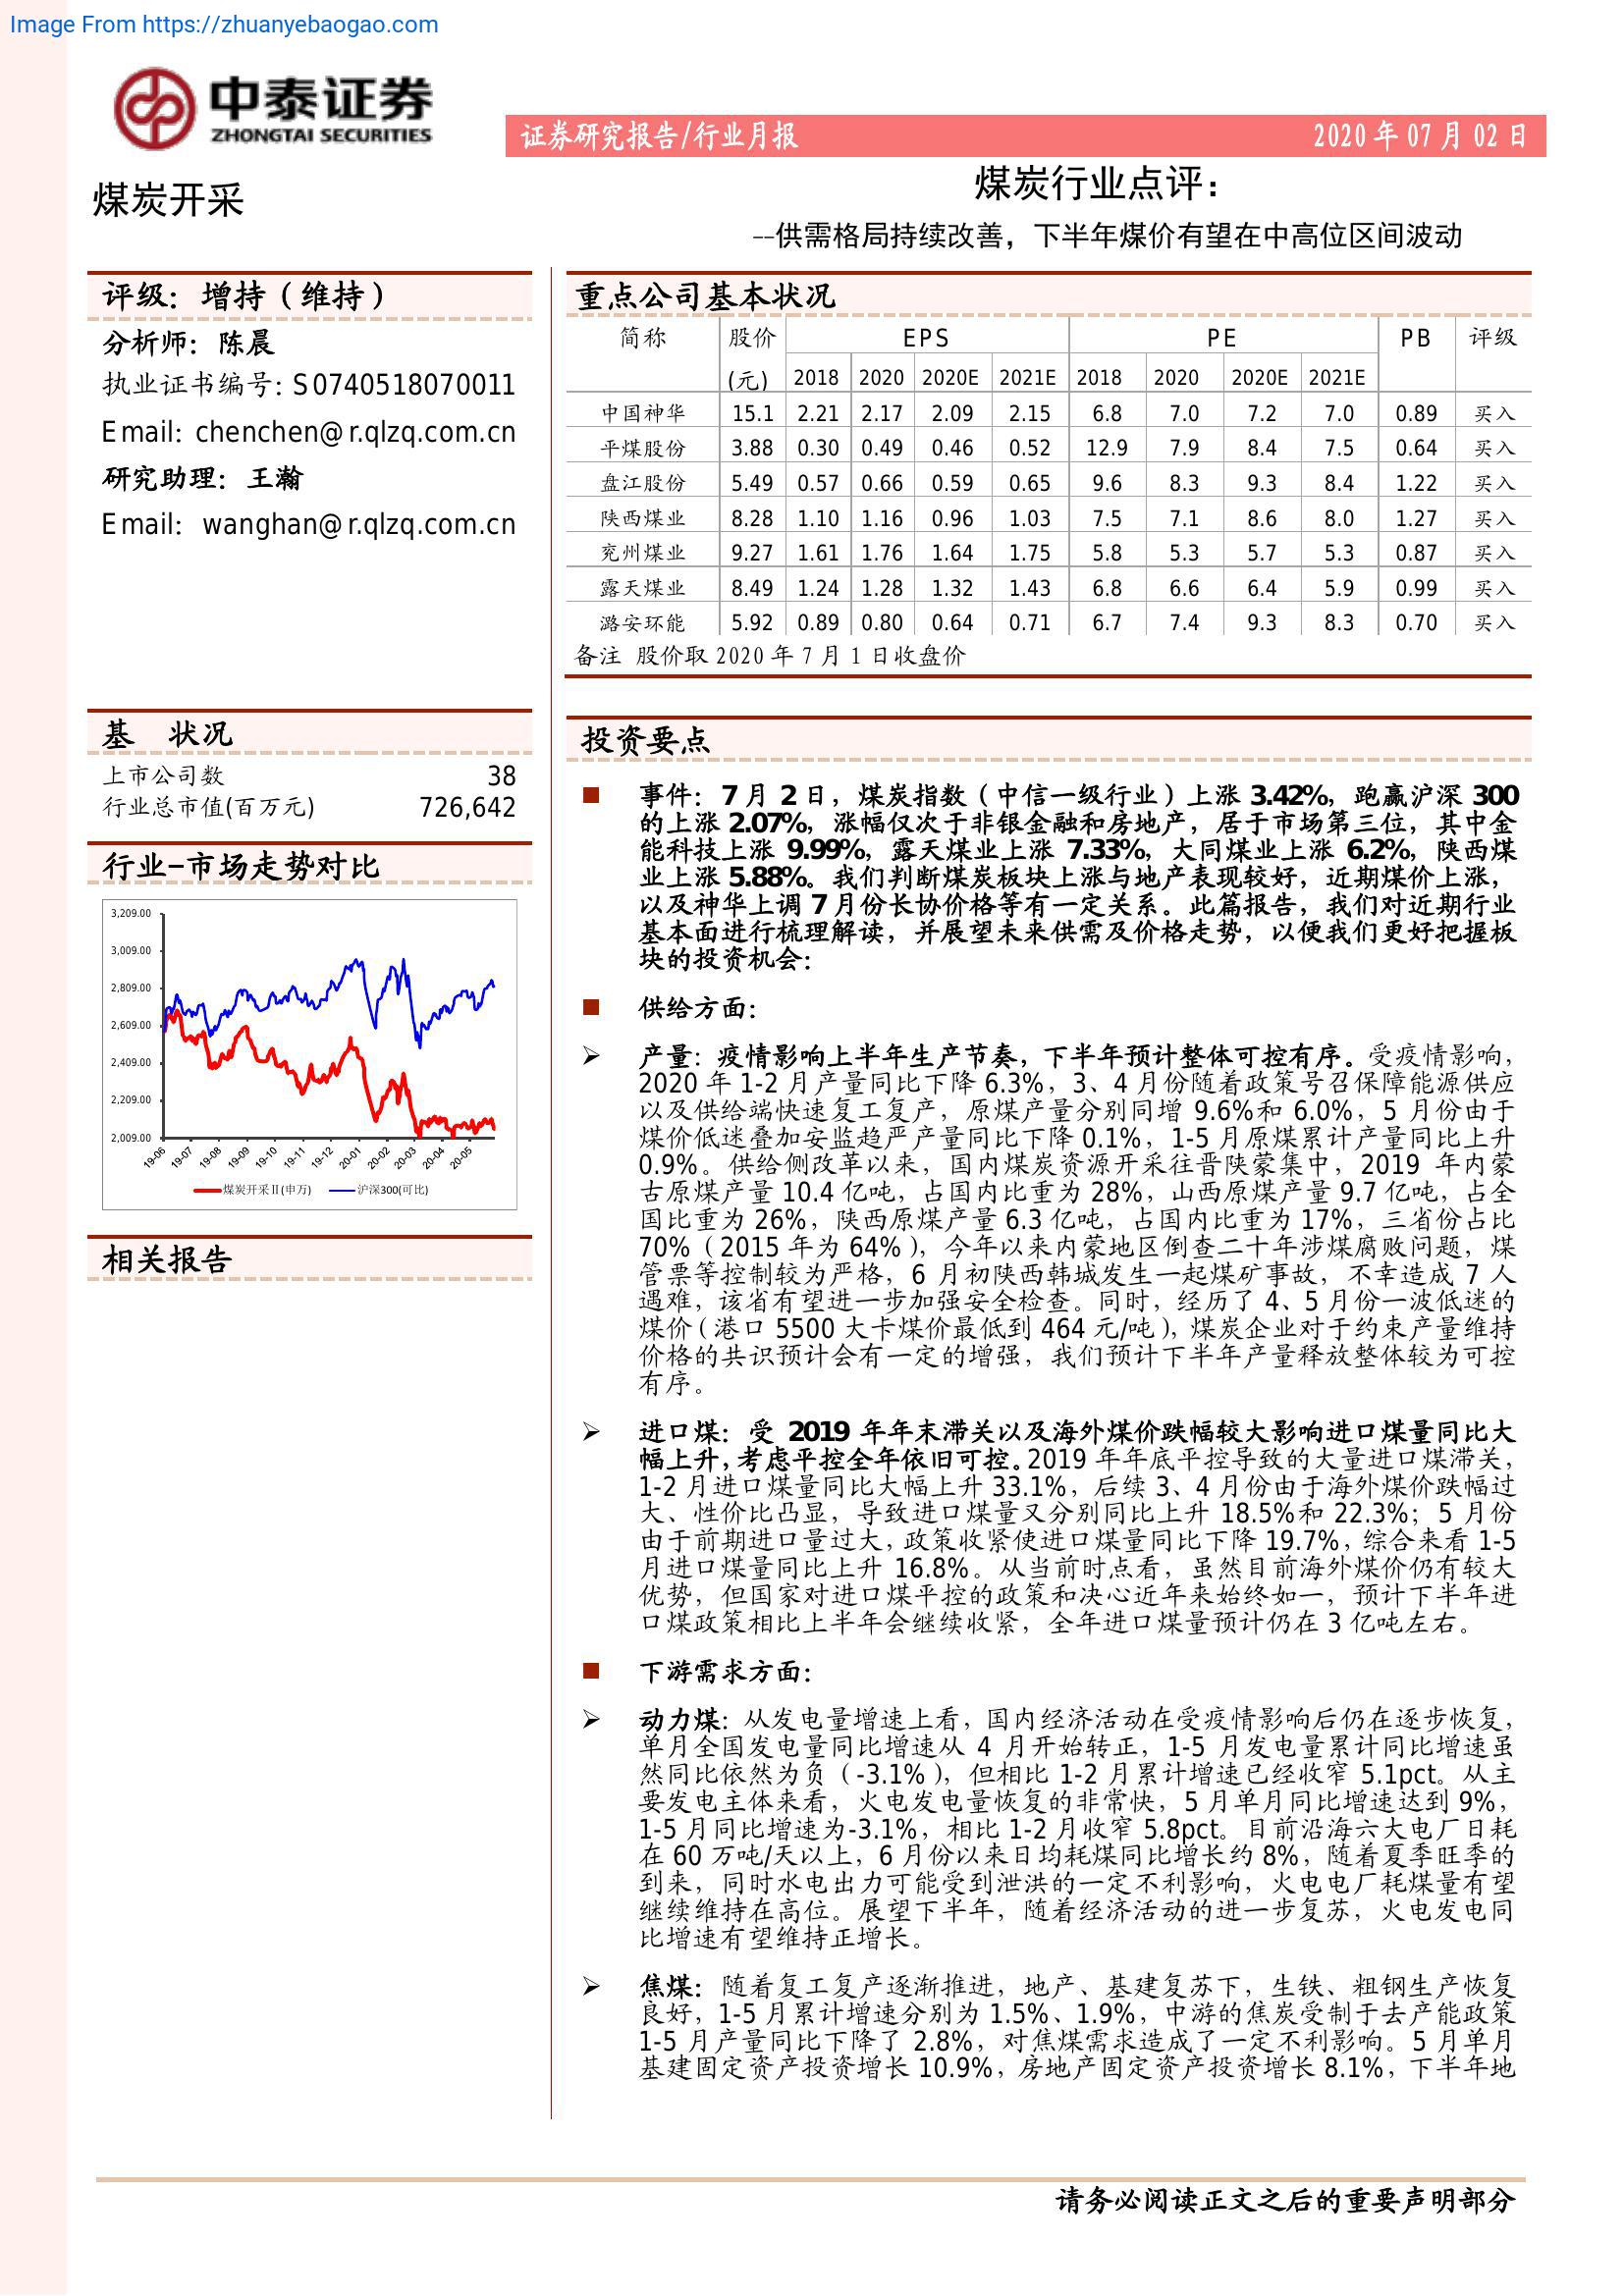 Image From https://zhuanyebaogao.com
中泰证券
ZHONGTAI SECURITIES
证券研究报告/行业月报 2020 年 07 月 02 日
煤炭开采
煤炭行业点评：
--供需格局持续改善，下半年煤价有望在中高位区间波动
评级：增持（维持）
分析师：陈晨
执业证书编号：S0740518070011
Email：chenchen@r.qlzq.com.cn
研究助理：王瀚
Email：wanghan@r.qlzq.com.cn
基 状况
上市公司数 38
行业总市值(百万元) 726,642
行业-市场走势对比
3,209.00
3,009.00
2,809.00
2,609.00
2,409.00
2,209.00
2,009.00
19-06 19-07 19-08 19-09 19-10 19-11 19-12 20-01 20-02 20-03 20-04 20-05
煤炭开采Ⅱ(申万) 沪深300(可比)
相关报告
重点公司基本状况
简称 股价 EPS PE PB 评级
(元) 2018 2020 2020E 2021E 2018 2020 2020E 2021E
中国神华 15.1 2.21 2.17 2.09 2.15 6.8 7.0 7.2 7.0 0.89 买入
平煤股份 3.88 0.30 0.49 0.46 0.52 12.9 7.9 8.4 7.5 0.64 买入
盘江股份 5.49 0.57 0.66 0.59 0.65 9.6 8.3 9.3 8.4 1.22 买入
陕西煤业 8.28 1.10 1.16 0.96 1.03 7.5 7.1 8.6 8.0 1.27 买入
兖州煤业 9.27 1.61 1.76 1.64 1.75 5.8 5.3 5.7 5.3 0.87 买入
露天煤业 8.49 1.24 1.28 1.32 1.43 6.8 6.6 6.4 5.9 0.99 买入
潞安环能 5.92 0.89 0.80 0.64 0.71 6.7 7.4 9.3 8.3 0.70 买入
备注 股价取 2020 年 7 月 1 日收盘价
投资要点
■ 事件：7 月 2 日，煤炭指数（中信一级行业）上涨 3.42%，跑赢沪深 300
的上涨 2.07%，涨幅仅次于非银金融和房地产，居于市场第三位，其中金
能科技上涨 9.99%，露天煤业上涨 7.33%，大同煤业上涨 6.2%，陕西煤
业上涨 5.88%。我们判断煤炭板块上涨与地产表现较好，近期煤价上涨，
以及神华上调 7 月份长协价格等有一定关系。此篇报告，我们对近期行业
基本面进行梳理解读，并展望未来供需及价格走势，以便我们更好把握板
块的投资机会：
■ 供给方面：
➢ 产量：疫情影响上半年生产节奏，下半年预计整体可控有序。受疫情影响，
2020 年 1-2 月产量同比下降 6.3%，3、4 月份随着政策号召保障能源供应
以及供给端快速复工复产，原煤产量分别同增 9.6%和 6.0%，5 月份由于
煤价低迷叠加安监趋严产量同比下降 0.1%，1-5 月原煤累计产量同比上升
0.9%。供给侧改革以来，国内煤炭资源开采往晋陕蒙集中，2019 年内蒙
古原煤产量 10.4 亿吨，占国内比重为 28%，山西原煤产量 9.7 亿吨，占全
国比重为 26%，陕西原煤产量 6.3 亿吨，占国内比重为 17%，三省份占比
70%（2015 年为 64%），今年以来内蒙地区倒查二十年涉煤腐败问题，煤
管票等控制较为严格，6 月初陕西韩城发生一起煤矿事故，不幸造成 7 人
遇难，该省有望进一步加强安全检查。同时，经历了 4、5 月份一波低迷的
煤价（港口 5500 大卡煤价最低到 464 元/吨），煤炭企业对于约束产量维持
价格的共识预计会有一定的增强，我们预计下半年产量释放整体较为可控
有序。
➢ 进口煤：受 2019 年年末滞关以及海外煤价跌幅较大影响进口煤量同比大
幅上升，考虑平控全年依旧可控。2019 年年底平控导致的大量进口煤滞关，
1-2 月进口煤量同比大幅上升 33.1%，后续 3、4 月份由于海外煤价跌幅过
大、性价比凸显，导致进口煤量又分别同比上升 18.5%和 22.3%；5 月份
由于前期进口量过大，政策收紧使进口煤量同比下降 19.7%，综合来看 1-5
月进口煤量同比上升 16.8%。从当前时点看，虽然目前海外煤价仍有较大
优势，但国家对进口煤平控的政策和决心近年来始终如一，预计下半年进
口煤政策相比上半年会继续收紧，全年进口煤量预计仍在 3 亿吨左右。
■ 下游需求方面：
➢ 动力煤：从发电量增速上看，国内经济活动在受疫情影响后仍在逐步恢复，
单月全国发电量同比增速从 4 月开始转正，1-5 月发电量累计同比增速虽
然同比依然为负（-3.1%），但相比 1-2 月累计增速已经收窄 5.1pct。从主
要发电主体来看，火电发电量恢复的非常快，5 月单月同比增速达到 9%，
1-5 月同比增速为-3.1%，相比 1-2 月收窄 5.8pct。目前沿海六大电厂日耗
在 60 万吨/天以上，6 月份以来日均耗煤同比增长约 8%，随着夏季旺季的
到来，同时水电出力可能受到泄洪的一定不利影响，火电电厂耗煤量有望
继续维持在高位。展望下半年，随着经济活动的进一步复苏，火电发电同
比增速有望维持正增长。
➢ 焦煤：随着复工复产逐渐推进，地产、基建复苏下，生铁、粗钢生产恢复
良好，1-5 月累计增速分别为 1.5%、1.9%，中游的焦炭受制于去产能政策
1-5 月产量同比下降了 2.8%，对焦煤需求造成了一定不利影响。5 月单月
基建固定资产投资增长 10.9%，房地产固定资产投资增长 8.1%，下半年地
请务必阅读正文之后的重要声明部分